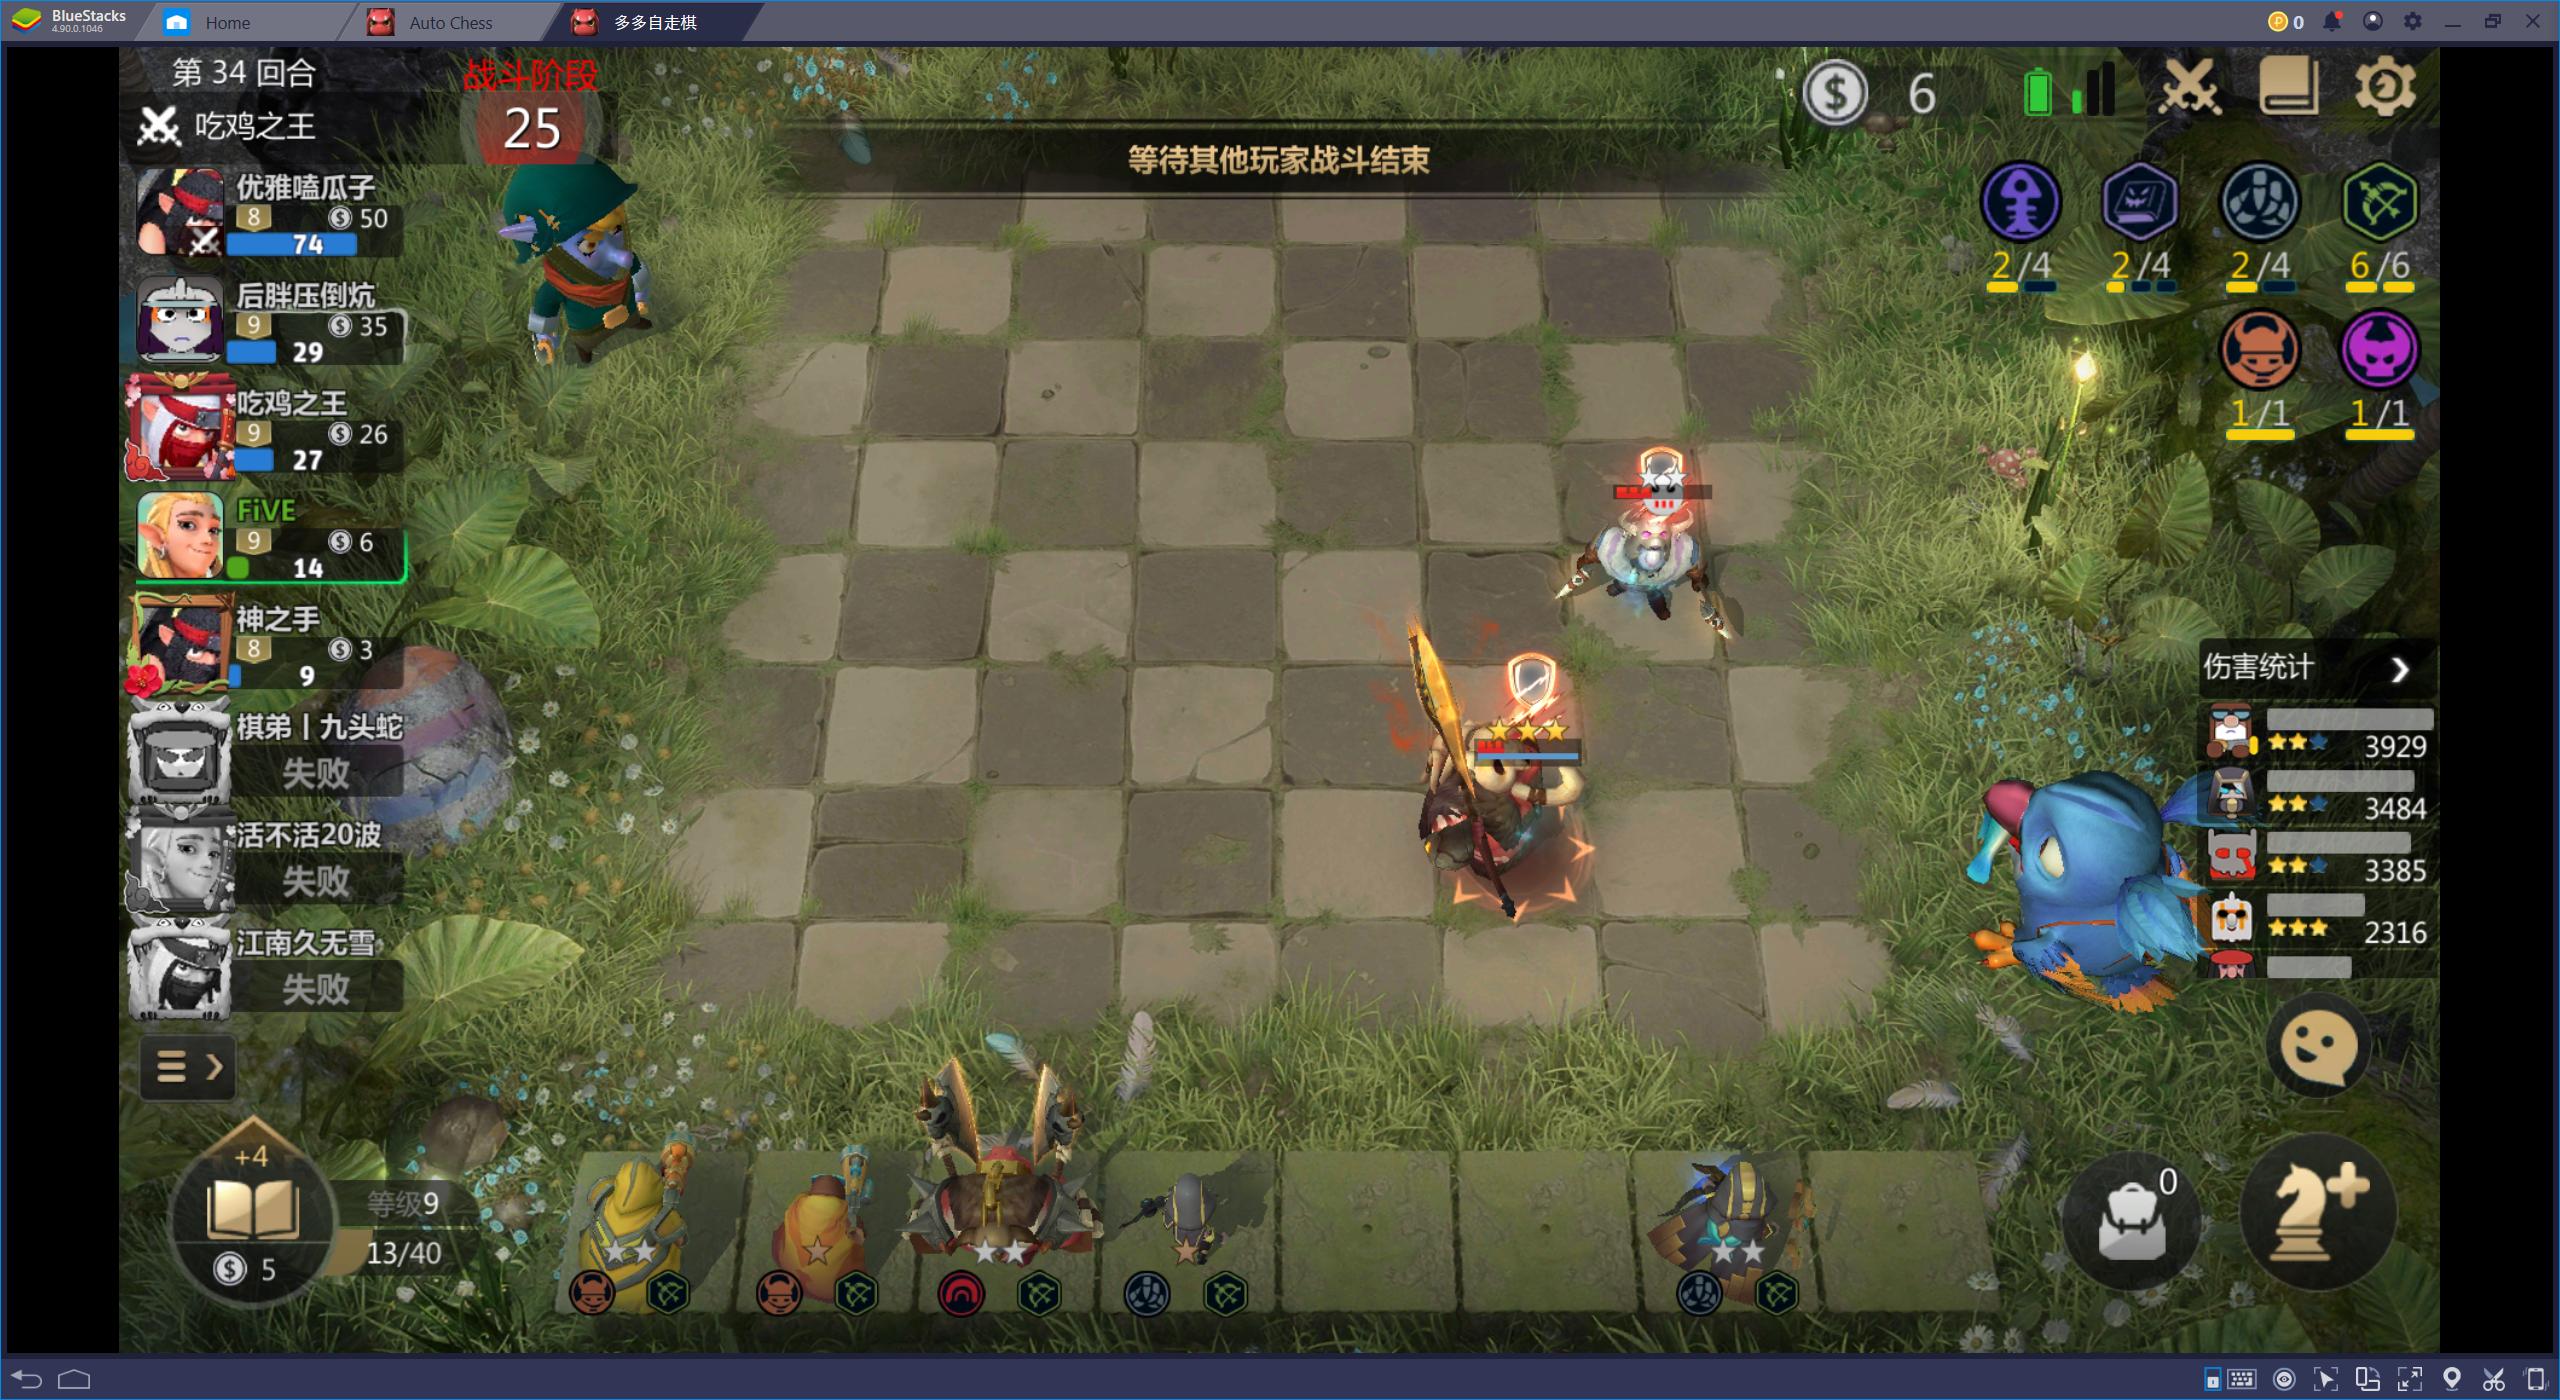 BlueStacks
4.90.0.1046
Home
Auto Chess
多多自走棋
0
第 34 回合
战斗阶段
吃鸡之王
25
6
等待其他玩家战斗结束
优雅嗑瓜子
8
50
74
后胖压倒炕
9
35
29
吃鸡之王
9
26
27
FiVE
9
6
14
神之手
8
3
9
棋弟丨九头蛇
失败
活不活20波
失败
江南久无雪
失败
2/4
2/4
2/4
6/6
1/1
1/1
伤害统计
3929
3484
3385
2316
+4
等级9
13/40
5
0